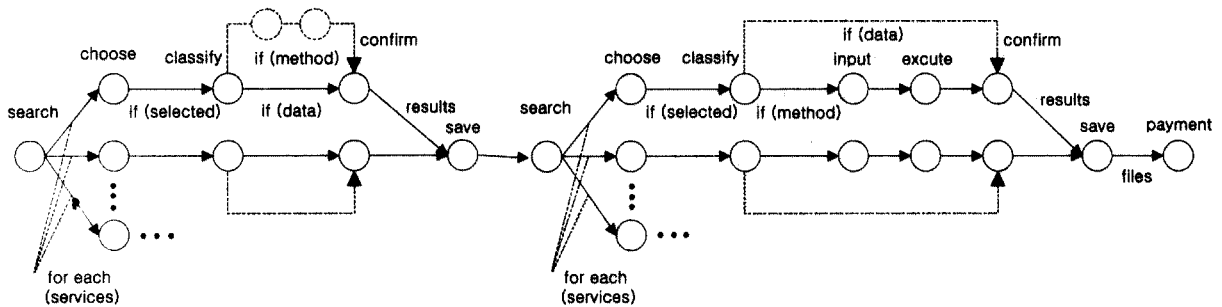 choose
classify
if (method)
confirm
search
if (selected)
if (data)
results
save
for each
(services)
if (data)
confirm
choose
classify
input
excute
search
if (selected)
if (method)
results
save
payment
files
for each
(services)